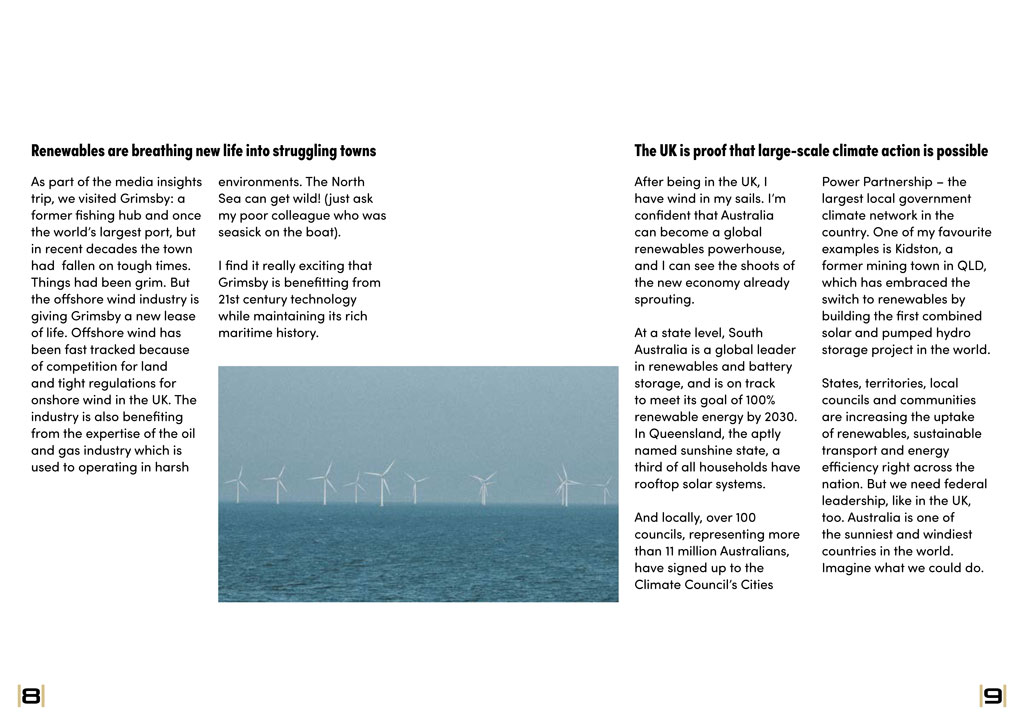 Renewables are breathing new life into struggling towns
As part of the media insights
trip, we visited Grimsby: a
former fishing hub and once
the world's largest port, but
in recent decades the town
had  fallen on tough times.
Things had been grim. But
the offshore wind industry is
giving Grimsby a new lease
of life. Offshore wind has
been fast tracked because
of competition for land
and tight regulations for
onshore wind in the UK. The
industry is also benefiting
from the expertise of the oil
and gas industry which is
used to operating in harsh
environments. The North
Sea can get wild! (just ask
my poor colleague who was
seasick on the boat).
I find it really exciting that
Grimsby is benefitting from
21st century technology
while maintaining its rich
maritime history.
The UK is proof that large-scale climate action is possible
After being in the UK, I
have wind in my sails. I'm
confident that Australia
can become a global
renewables powerhouse,
and I can see the shoots of
the new economy already
sprouting.
At a state level, South
Australia is a global leader
in renewables and battery
storage, and is on track
to meet its goal of 100%
renewable energy by 2030.
In Queensland, the aptly
named sunshine state, a
third of all households have
rooftop solar systems.
And locally, over 100
councils, representing more
than 11 million Australians,
have signed up to the
Climate Council's Cities
Power Partnership – the
largest local government
climate network in the
country. One of my favourite
examples is Kidston, a
former mining town in QLD,
which has embraced the
switch to renewables by
building the first combined
solar and pumped hydro
storage project in the world.
States, territories, local
councils and communities
are increasing the uptake
of renewables, sustainable
transport and energy
efficiency right across the
nation. But we need federal
leadership, like in the UK,
too. Australia is one of
the sunniest and windiest
countries in the world.
Imagine what we could do.
8
9